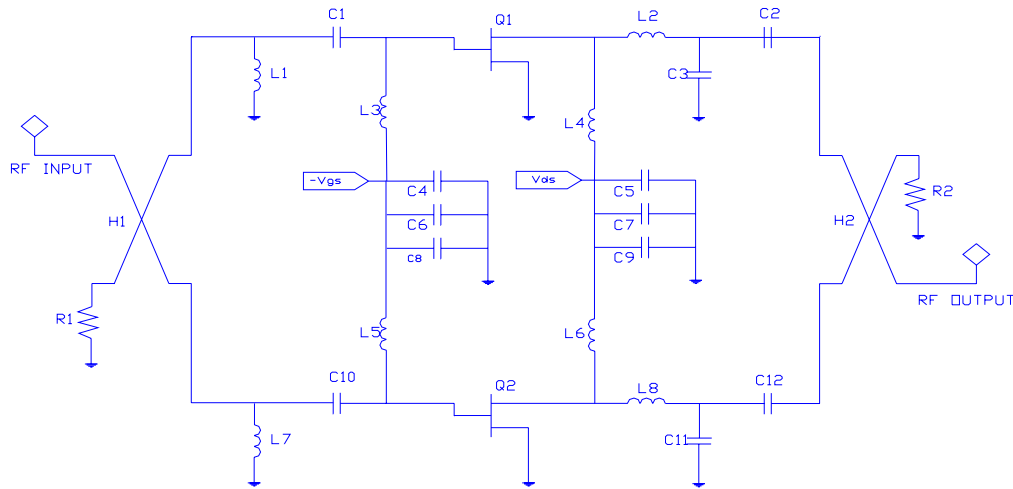 C1
Q1
L2
C2
L1
C3
L3
L4
RF INPUT
-Vgs
C4
Vds
C5
R2
H1
C6
C7
H2
C8
C9
RF OUTPUT
R1
L5
L6
C10
Q2
L8
C12
L7
C11